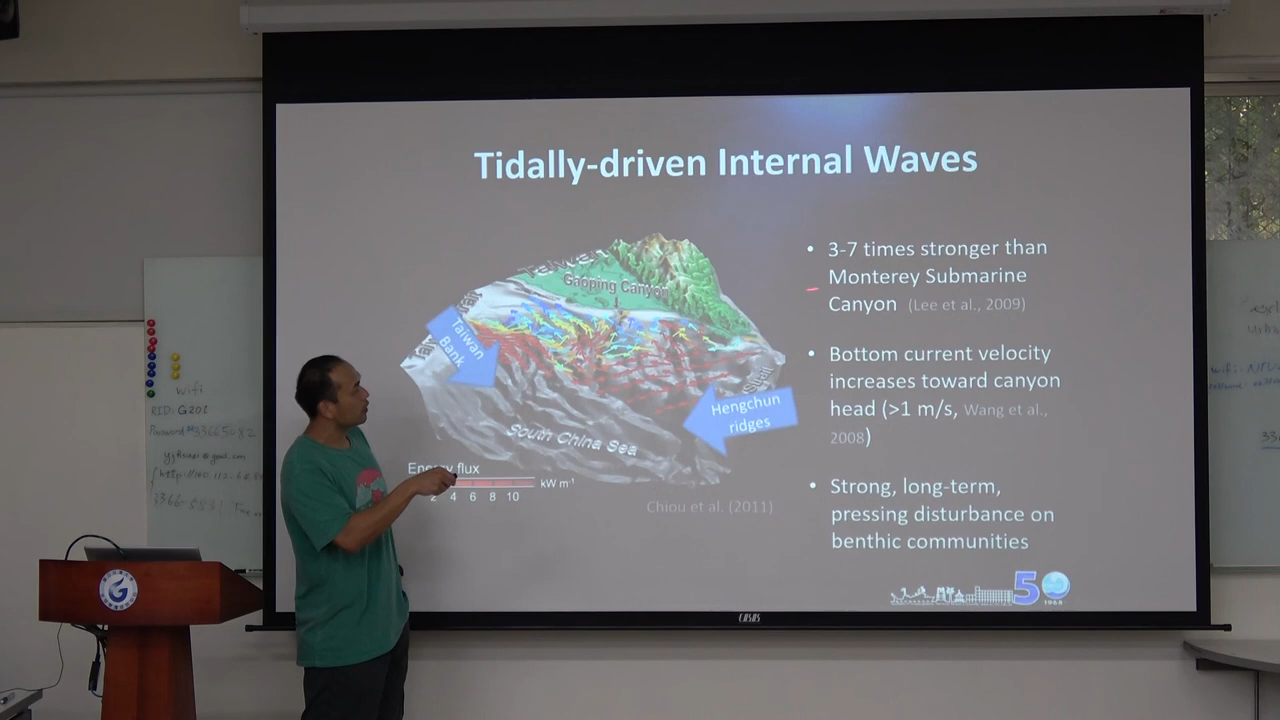 Tidally-driven Internal Waves
Taiwan
Gaoping Canyon
Taiwan
Bank
Hengchun
ridges
South China Sea
Energy flux
kW m⁻¹
2 4 6 8 10
Chiou et al. (2011)
• 3-7 times stronger than
Monterey Submarine
Canyon (Lee et al., 2009)
• Bottom current velocity
increases toward canyon
head (>1 m/s, Wang et al.,
2008)
• Strong, long-term,
pressing disturbance on
benthic communities
50
1968
Wifi